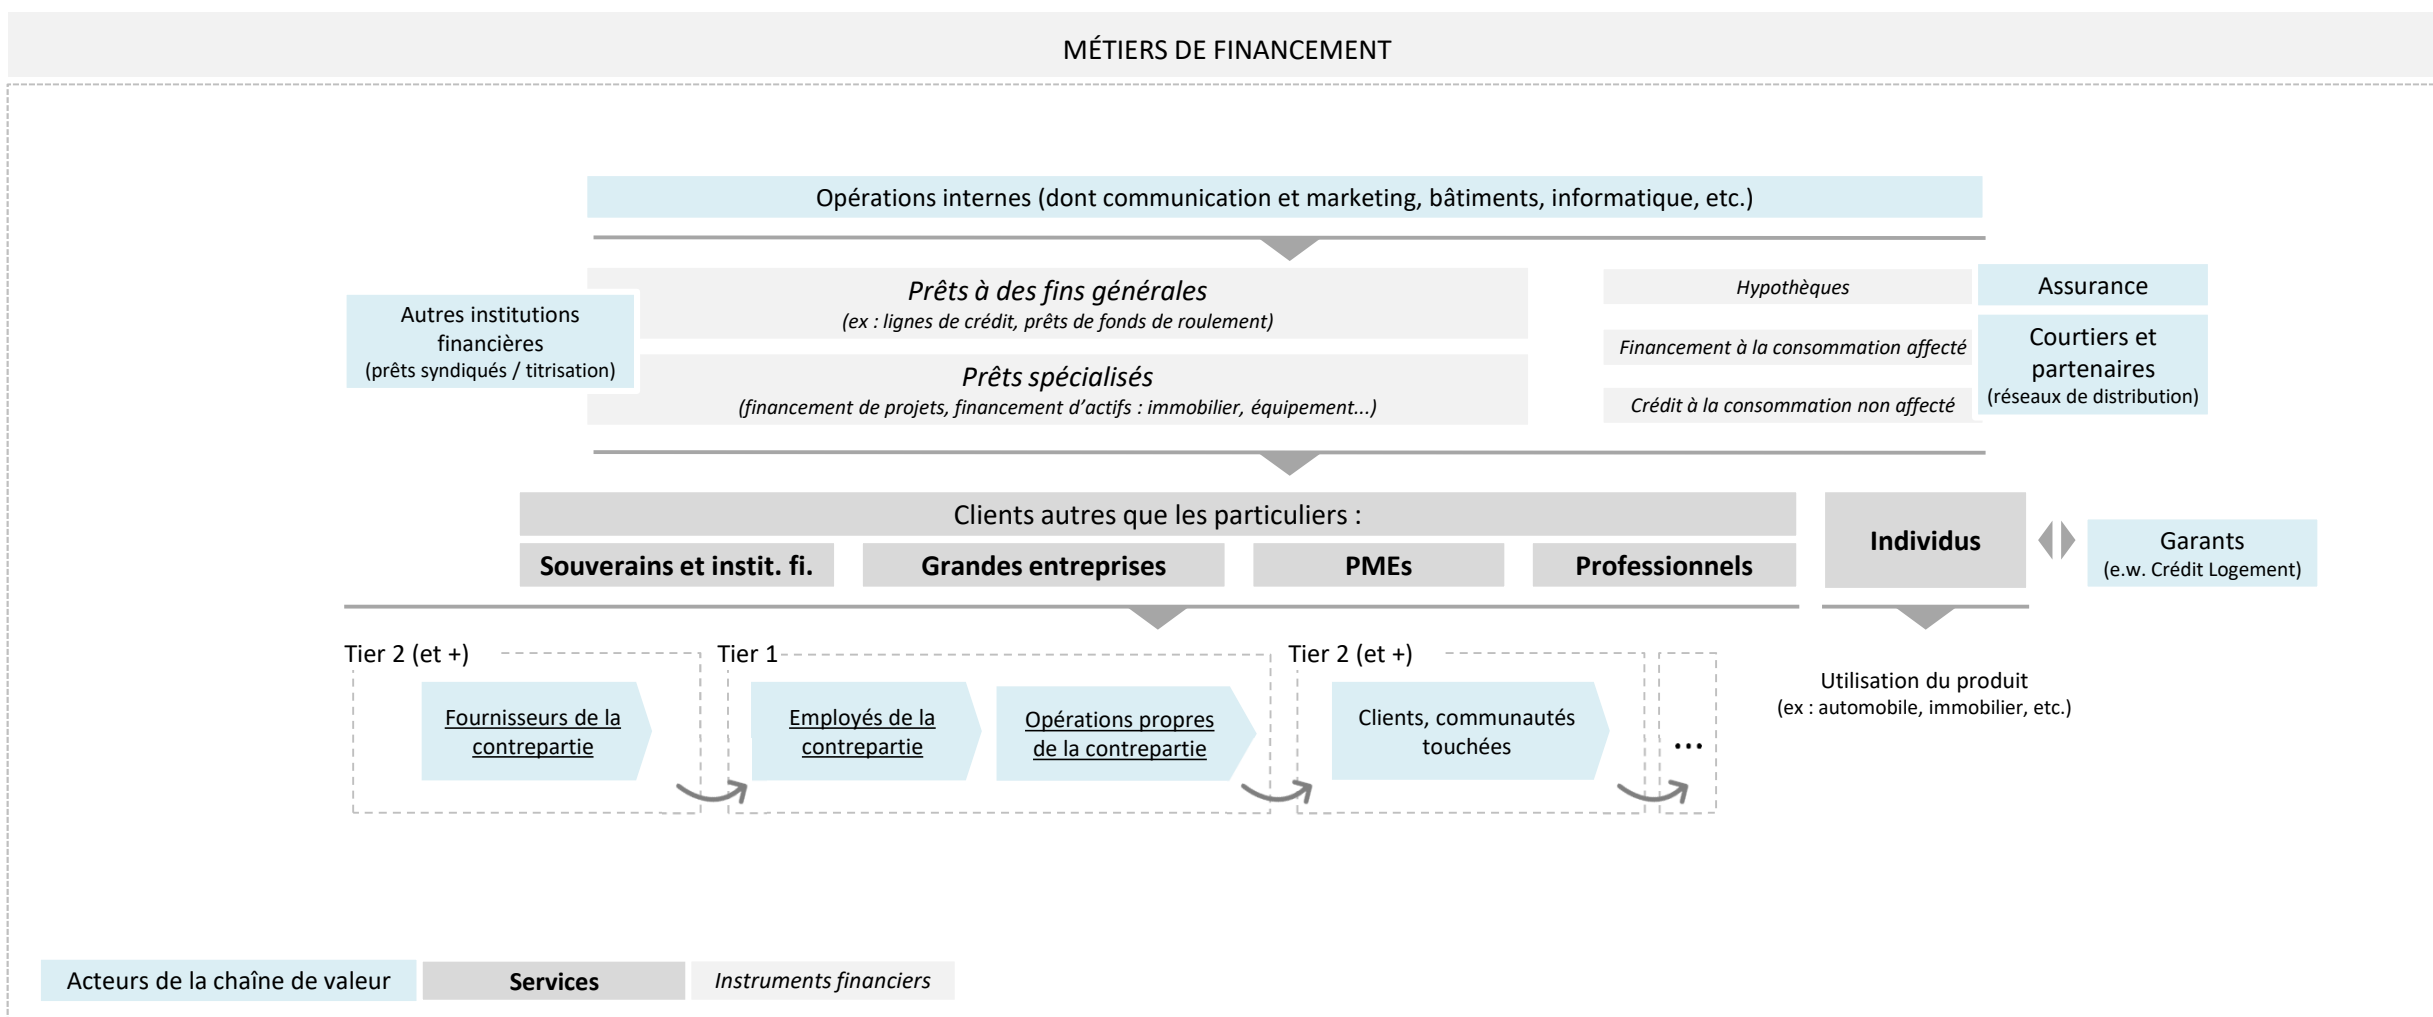 MÉTIERS DE FINANCEMENT
Opérations internes (dont communication et marketing, bâtiments, informatique, etc.)
Autres institutions
financières
(prêts syndiqués / titrisation)
Prêts à des fins générales
(ex : lignes de crédit, prêts de fonds de roulement)
Prêts spécialisés
(financement de projets, financement d’actifs : immobilier, équipement...)
Hypothèques
Financement à la consommation affecté
Crédit à la consommation non affecté
Assurance
Courtiers et
partenaires
(réseaux de distribution)
Clients autres que les particuliers :
Souverains et instit. fi.
Grandes entreprises
PMEs
Professionnels
Individus
Garants
(e.w. Crédit Logement)
Tier 2 (et +)
Fournisseurs de la
contrepartie
Tier 1
Employés de la
contrepartie
Opérations propres
de la contrepartie
Tier 2 (et +)
Clients, communautés
touchées
...
Utilisation du produit
(ex : automobile, immobilier, etc.)
Acteurs de la chaîne de valeur
Services
Instruments financiers